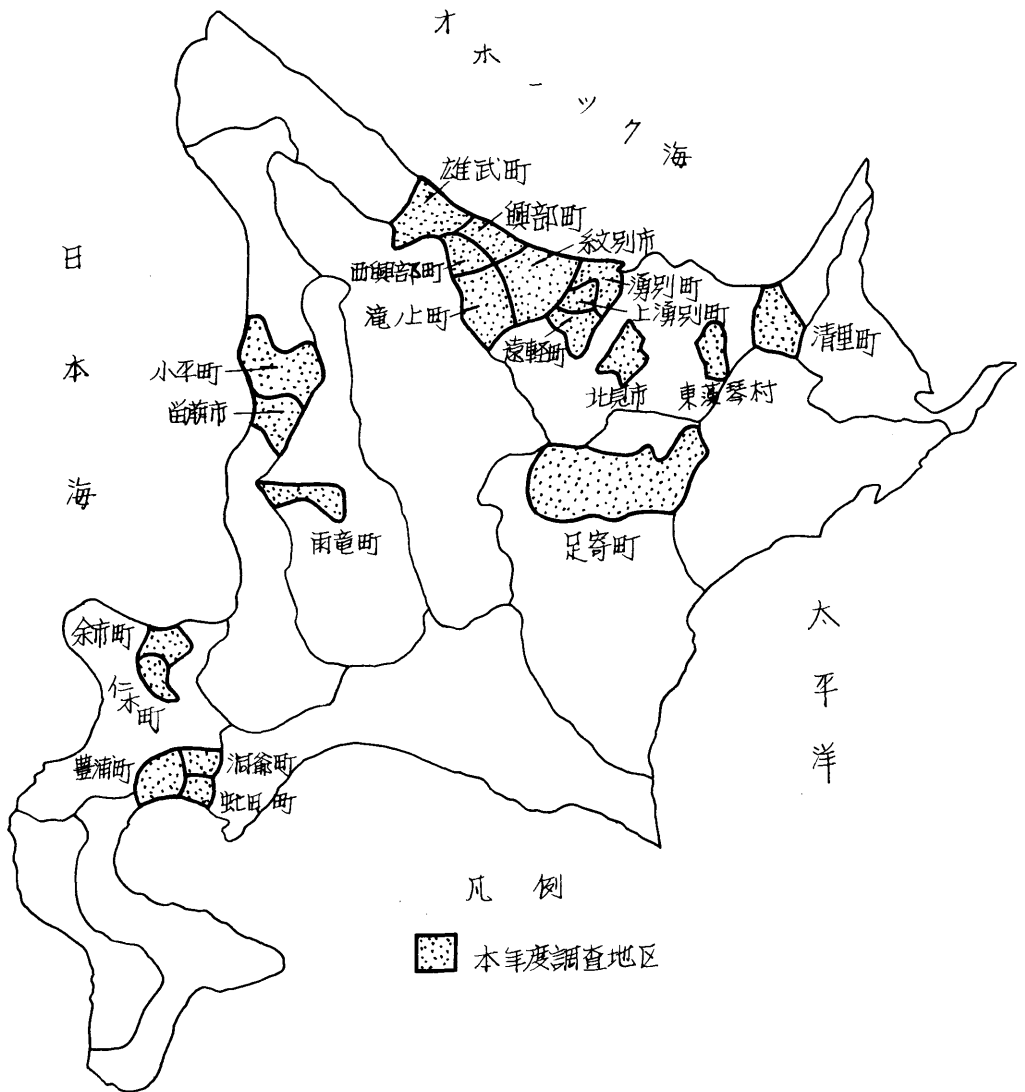 オホーツク海
雄武町
興部町
紋別市
西興部町
湧別町
滝ノ上町
上湧別町
遠軽町
清里町
北見市
東藻琴村
日本海
小平町
留萌市
雨竜町
足寄町
太平洋
余市町
仁木町
豊浦町
洞爺町
虻田町
凡例
本年度調査地区